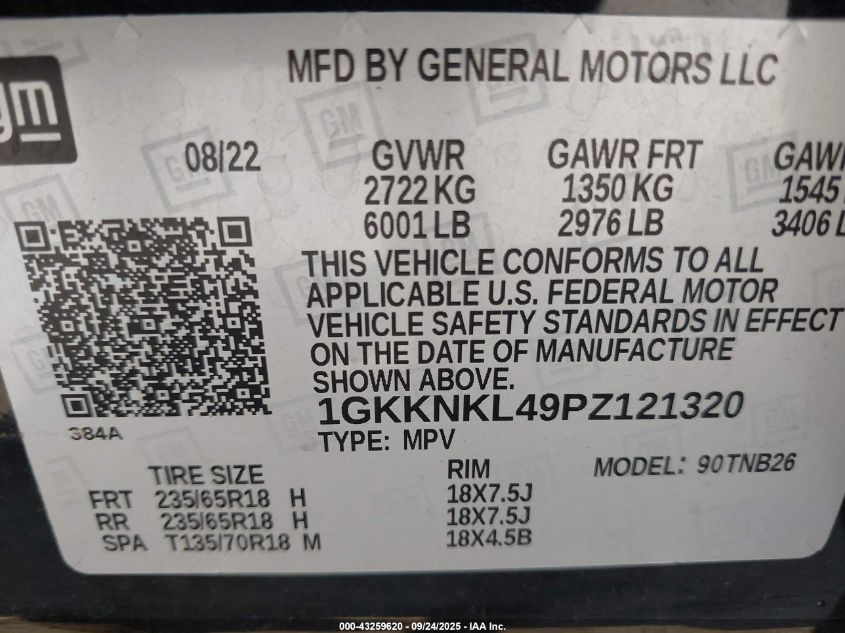 MFD BY GENERAL MOTORS LLC
gm
08/22 GVWR GAWR FRT GAWR
2722 KG 1350 KG 1545
6001 LB 2976 LB 3406 L
THIS VEHICLE CONFORMS TO ALL
APPLICABLE U.S. FEDERAL MOTOR
VEHICLE SAFETY STANDARDS IN EFFECT
ON THE DATE OF MANUFACTURE
SHOWN ABOVE.
1GKKNKL49PZ121320
384A
TYPE: MPV
TIRE SIZE RIM MODEL: 90TNB26
FRT 235/65R18 H 18X7.5J
RR 235/65R18 H 18X7.5J
SPA T135/70R18 M 18X4.5B
000-43259620 - 09/24/2025 - IAA Inc.